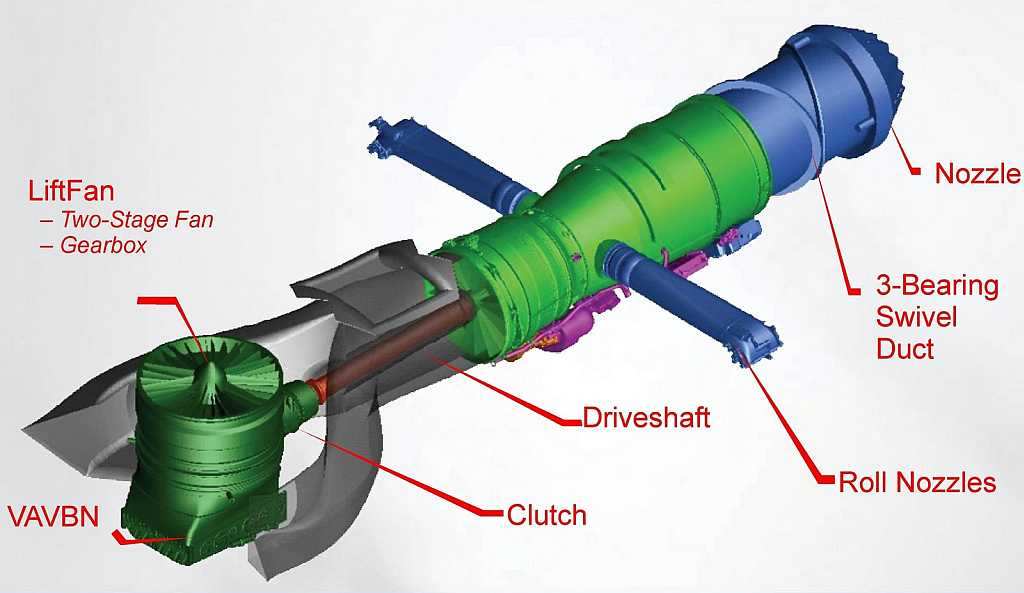 LiftFan
– Two-Stage Fan
– Gearbox
Nozzle
3-Bearing
Swivel
Duct
Driveshaft
Roll Nozzles
Clutch
VAVBN